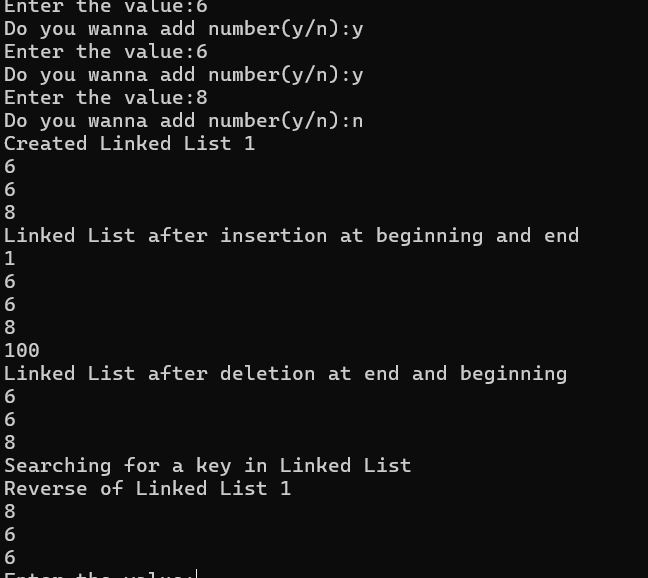 Enter the value:6
Do you wanna add number(y/n):y
Enter the value:6
Do you wanna add number(y/n):y
Enter the value:8
Do you wanna add number(y/n):n
Created Linked List 1
6
6
8
Linked List after insertion at beginning and end
1
6
6
8
100
Linked List after deletion at end and beginning
6
6
8
Searching for a key in Linked List
Reverse of Linked List 1
8
6
6
Enter the value: